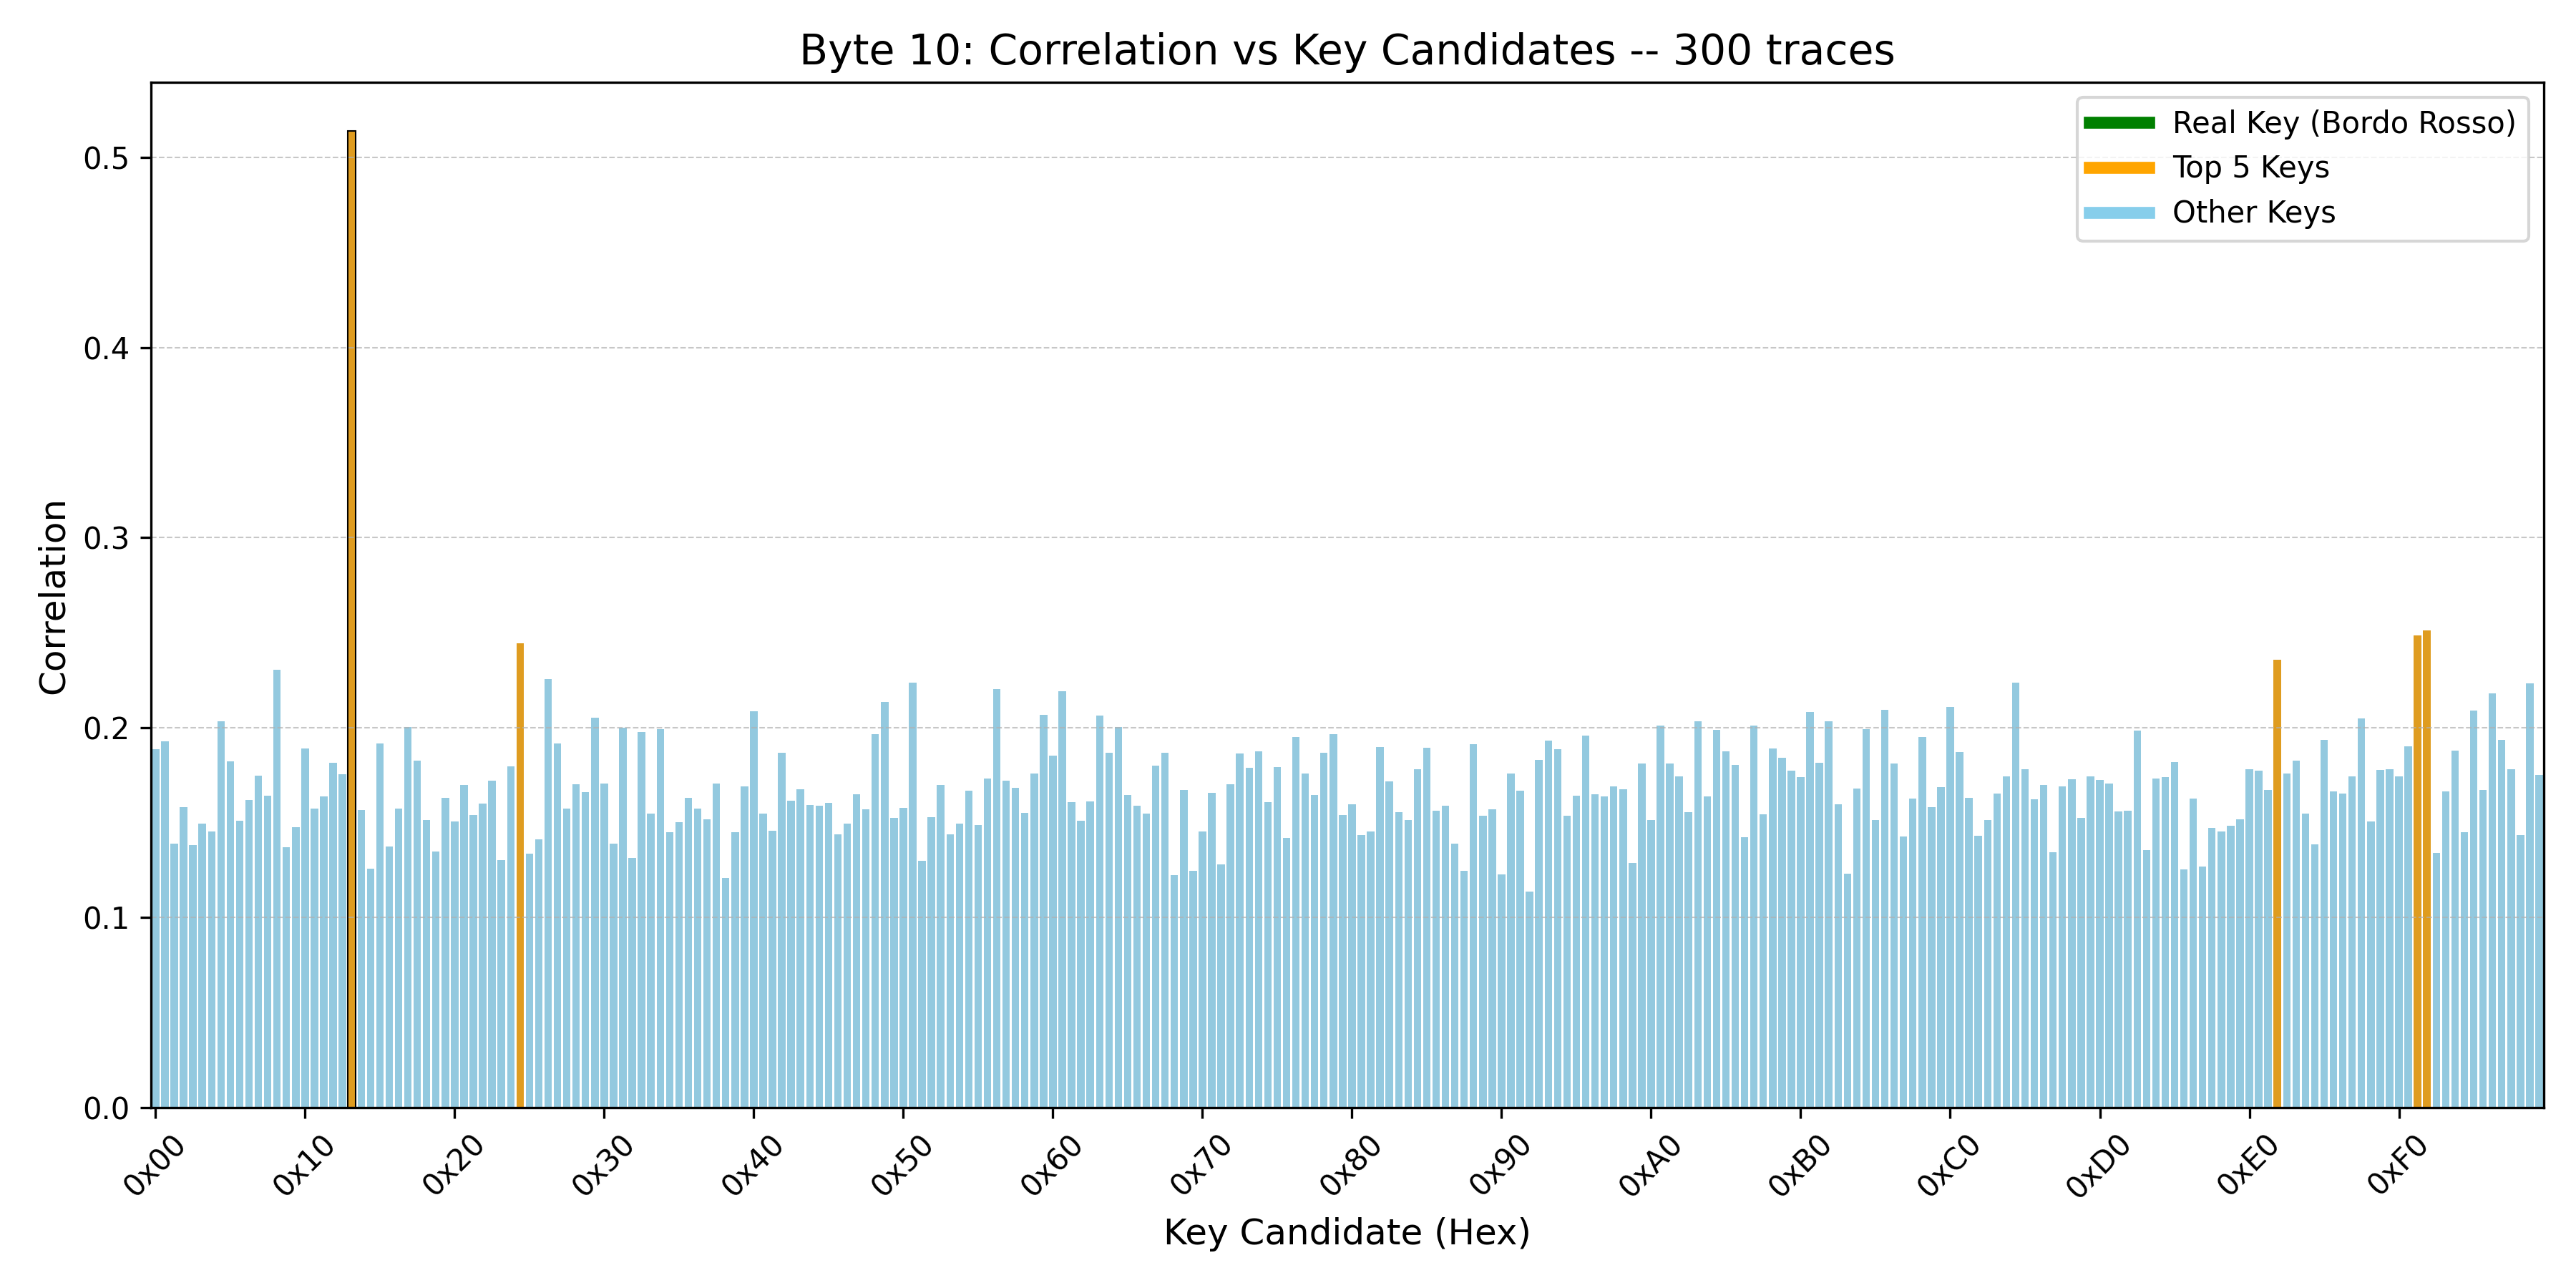 Byte 10: Correlation vs Key Candidates -- 300 traces
Real Key (Bordo Rosso)
Top 5 Keys
Other Keys
0.5
0.4
0.3
0.2
0.1
0.0
Correlation
0x00
0x10
0x20
0x30
0x40
0x50
0x60
0x70
0x80
0x90
0xA0
0xB0
0xC0
0xD0
0xE0
0xF0
Key Candidate (Hex)